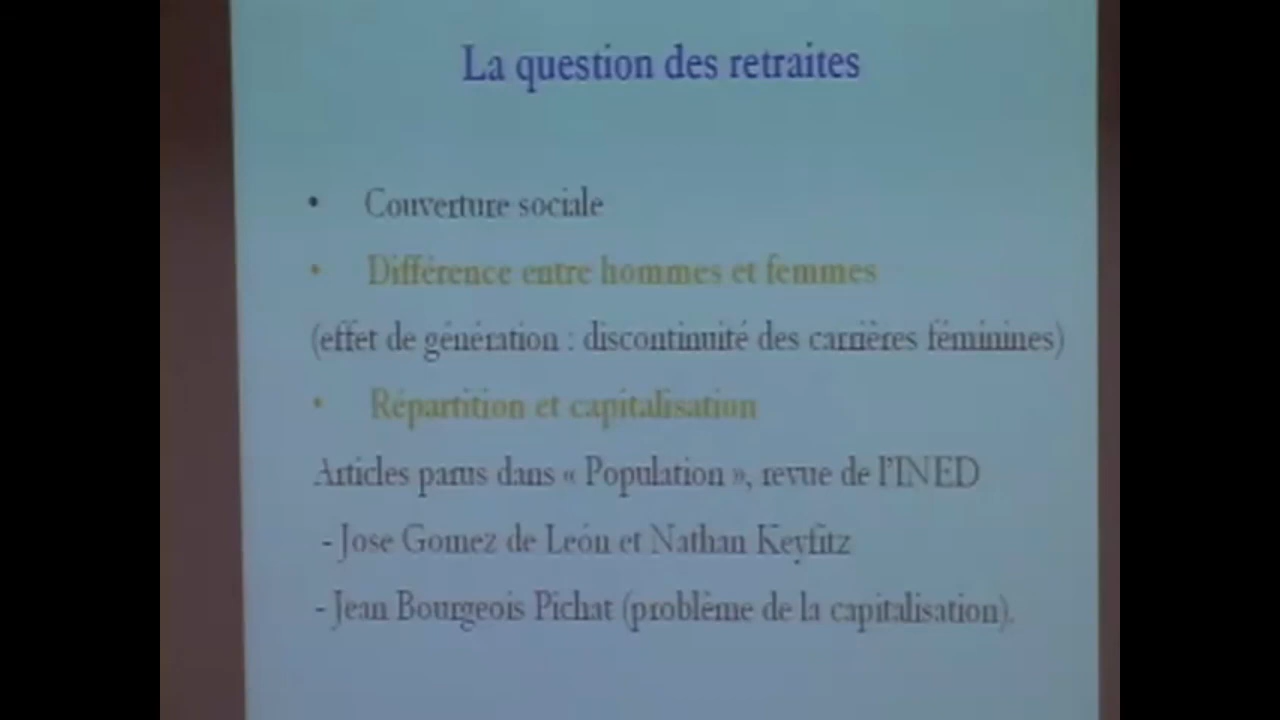 La question des retraites
• Couverture sociale
• Différence entre hommes et femmes
(effet de génération : discontinuité des carrières féminines)
• Répartition et capitalisation
Articles parus dans « Population », revue de l'INED
- Jose Gomez de León et Nathan Keyfitz
- Jean Bourgeois Pichat (problème de la capitalisation).